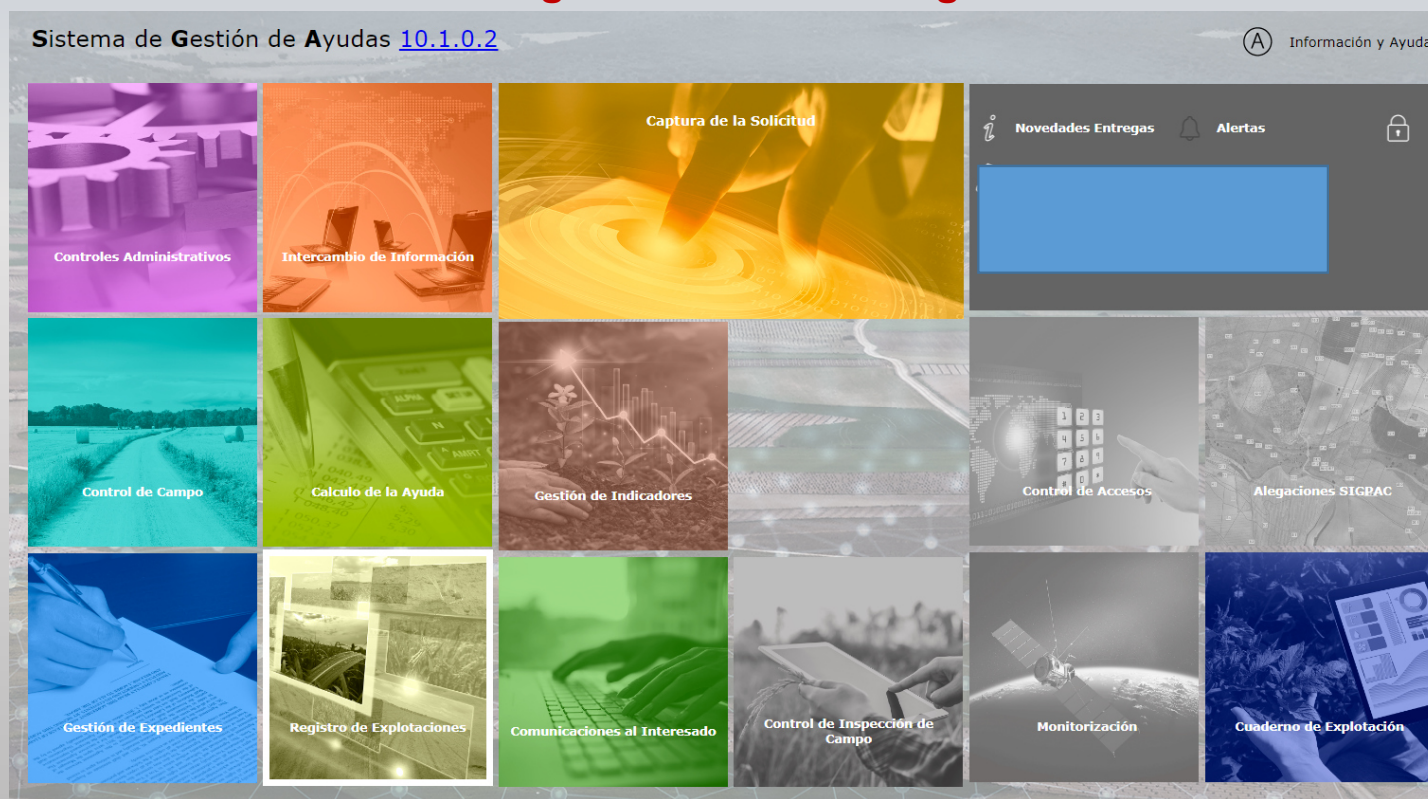 Sistema de Gestión de Ayudas 10.1.0.2
Información y Ayuda
Captura de la Solicitud
Novedades Entregas
Alertas
Controles Administrativos
Intercambio de Información
Control de Campo
Calculo de la Ayuda
Gestión de Indicadores
Control de Accesos
Alegaciones SIGPAC
Gestión de Expedientes
Registro de Explotaciones
Comunicaciones al Interesado
Control de Inspección de
Campo
Monitorización
Cuaderno de Explotación